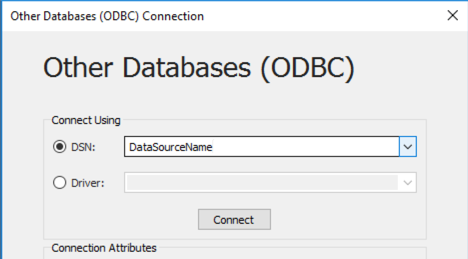 Other Databases (ODBC) Connection
Other Databases (ODBC)
Connect Using
DSN: DataSourceName
Driver:
Connect
Connection Attributes